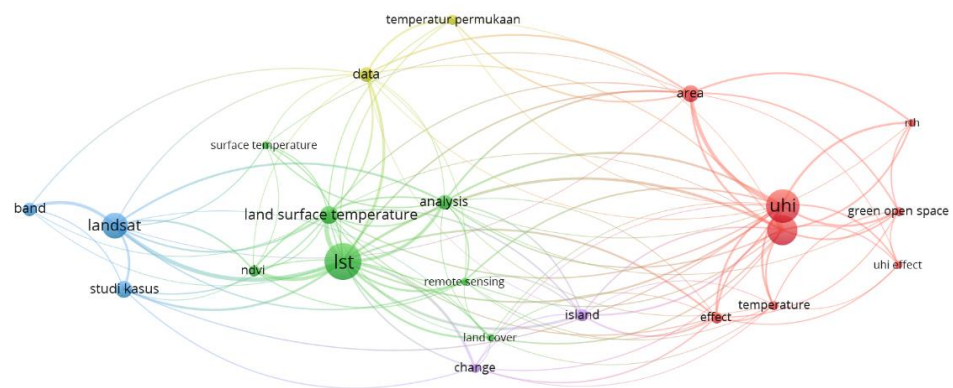 temperatur permukaan
data
area
rth
surface temperature
band
landsat
land surface temperature
analysis
uhi
green open space
lst
ndvi
uhi effect
studi kasus
remote sensing
island
effect
temperature
land cover
change